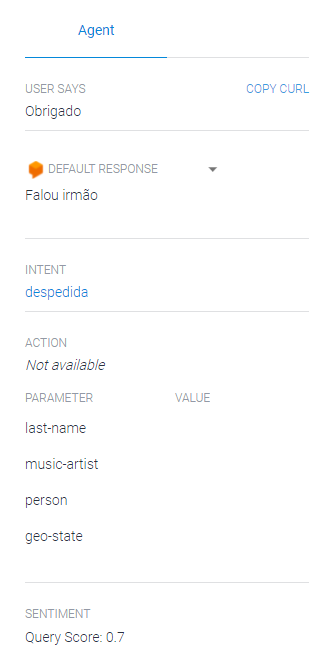 Agent
USER SAYS COPY CURL
Obrigado
DEFAULT RESPONSE
Falou irmão
INTENT
despedida
ACTION
Not available
PARAMETER VALUE
last-name
music-artist
person
geo-state
SENTIMENT
Query Score: 0.7